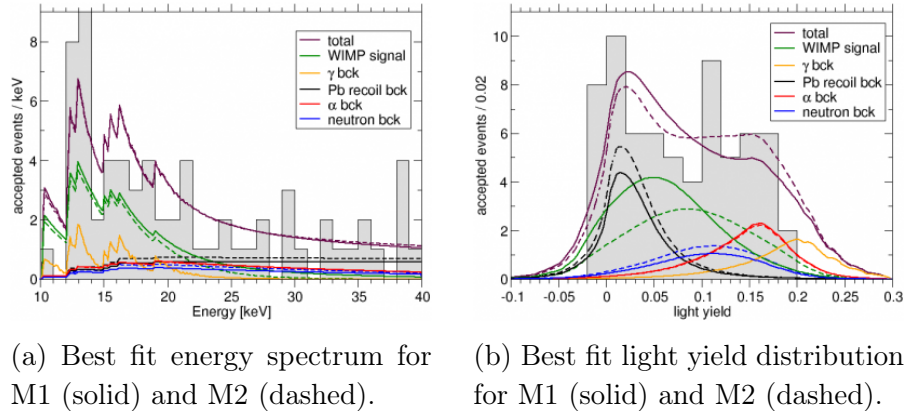 8
6
4
2
0
accepted events / keV
total
WIMP signal
γ bck
Pb recoil bck
α bck
neutron bck
10 15 20 25 30 35 40
Energy [keV]
10
8
6
4
2
0
accepted events / 0.02
total
WIMP signal
γ bck
Pb recoil bck
α bck
neutron bck
-0.1 -0.05 0 0.05 0.1 0.15 0.2 0.25 0.3
light yield
(a) Best fit energy spectrum for
M1 (solid) and M2 (dashed).
(b) Best fit light yield distribution
for M1 (solid) and M2 (dashed).